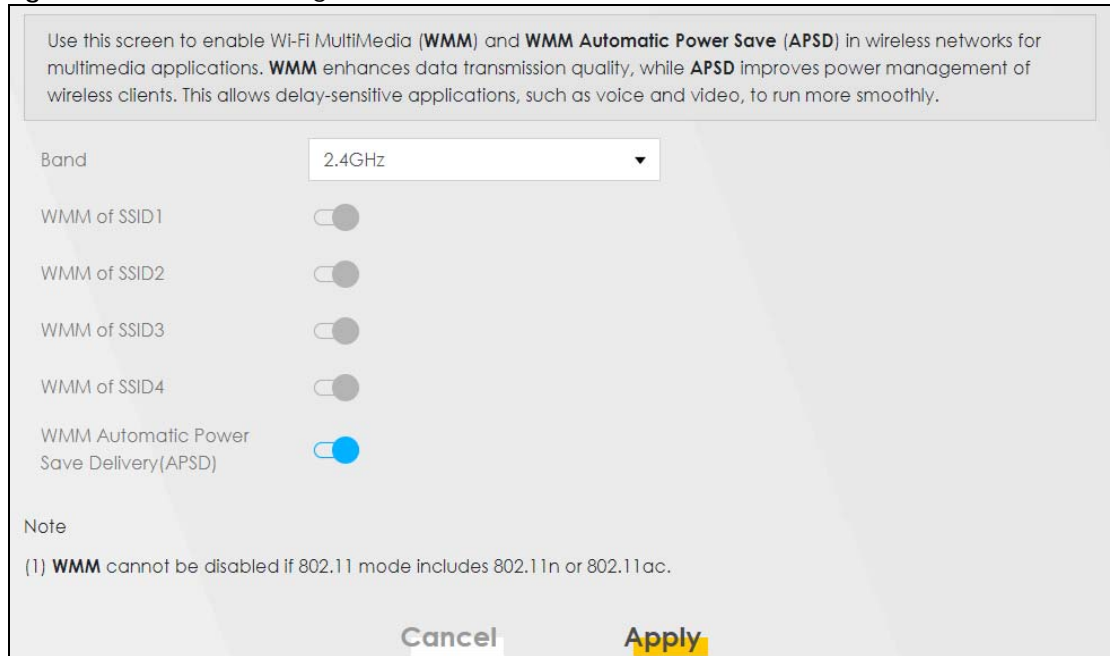 Use this screen to enable Wi-Fi MultiMedia (WMM) and WMM Automatic Power Save (APSD) in wireless networks for
multimedia applications. WMM enhances data transmission quality, while APSD improves power management of
wireless clients. This allows delay-sensitive applications, such as voice and video, to run more smoothly.
Band 2.4GHz
WMM of SSID1
WMM of SSID2
WMM of SSID3
WMM of SSID4
WMM Automatic Power
Save Delivery(APSD)
Note
(1) WMM cannot be disabled if 802.11 mode includes 802.11n or 802.11ac.
Cancel Apply